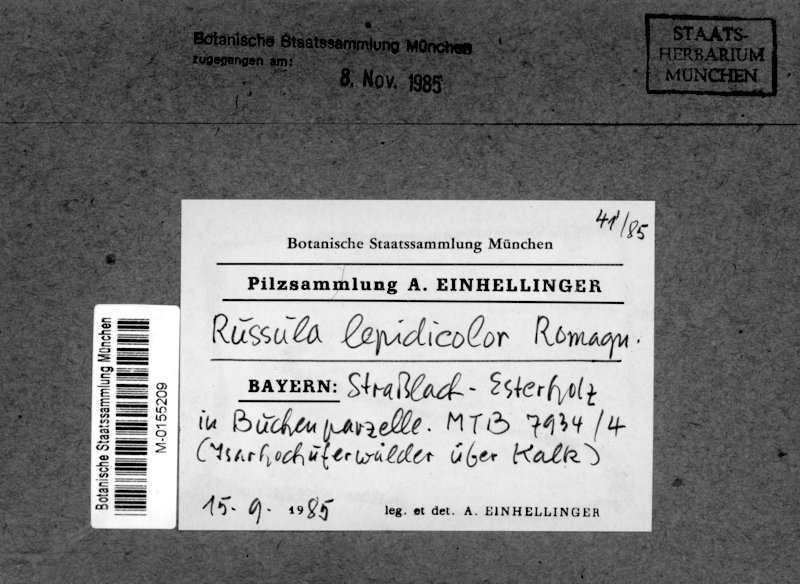 Botanische Staatssammlung München
zugegangen am:
8. Nov. 1985
STAATS-
HERBARIUM
MÜNCHEN
41/85
Botanische Staatssammlung München
Pilzsammlung A. EINHELLINGER
Russula lepidicolor Romagn.
BAYERN: Straßlach - Esterholz
in Buchenparzelle. MTB 7934/4
(Isarhochuferwälder über Kalk)
15. 9. 1985
leg. et det. A. EINHELLINGER
Botanische Staatssammlung München
M-0155209